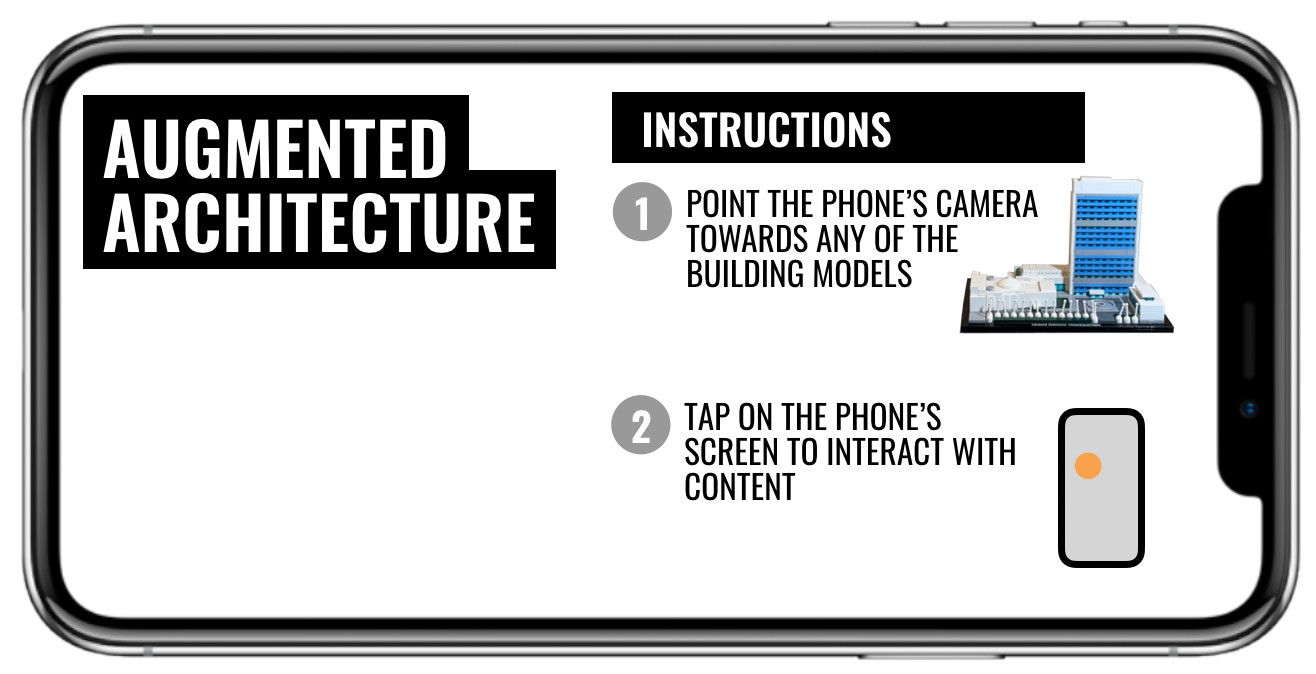 AUGMENTED
ARCHITECTURE
INSTRUCTIONS
1
POINT THE PHONE’S CAMERA
TOWARDS ANY OF THE
BUILDING MODELS
2
TAP ON THE PHONE’S
SCREEN TO INTERACT WITH
CONTENT